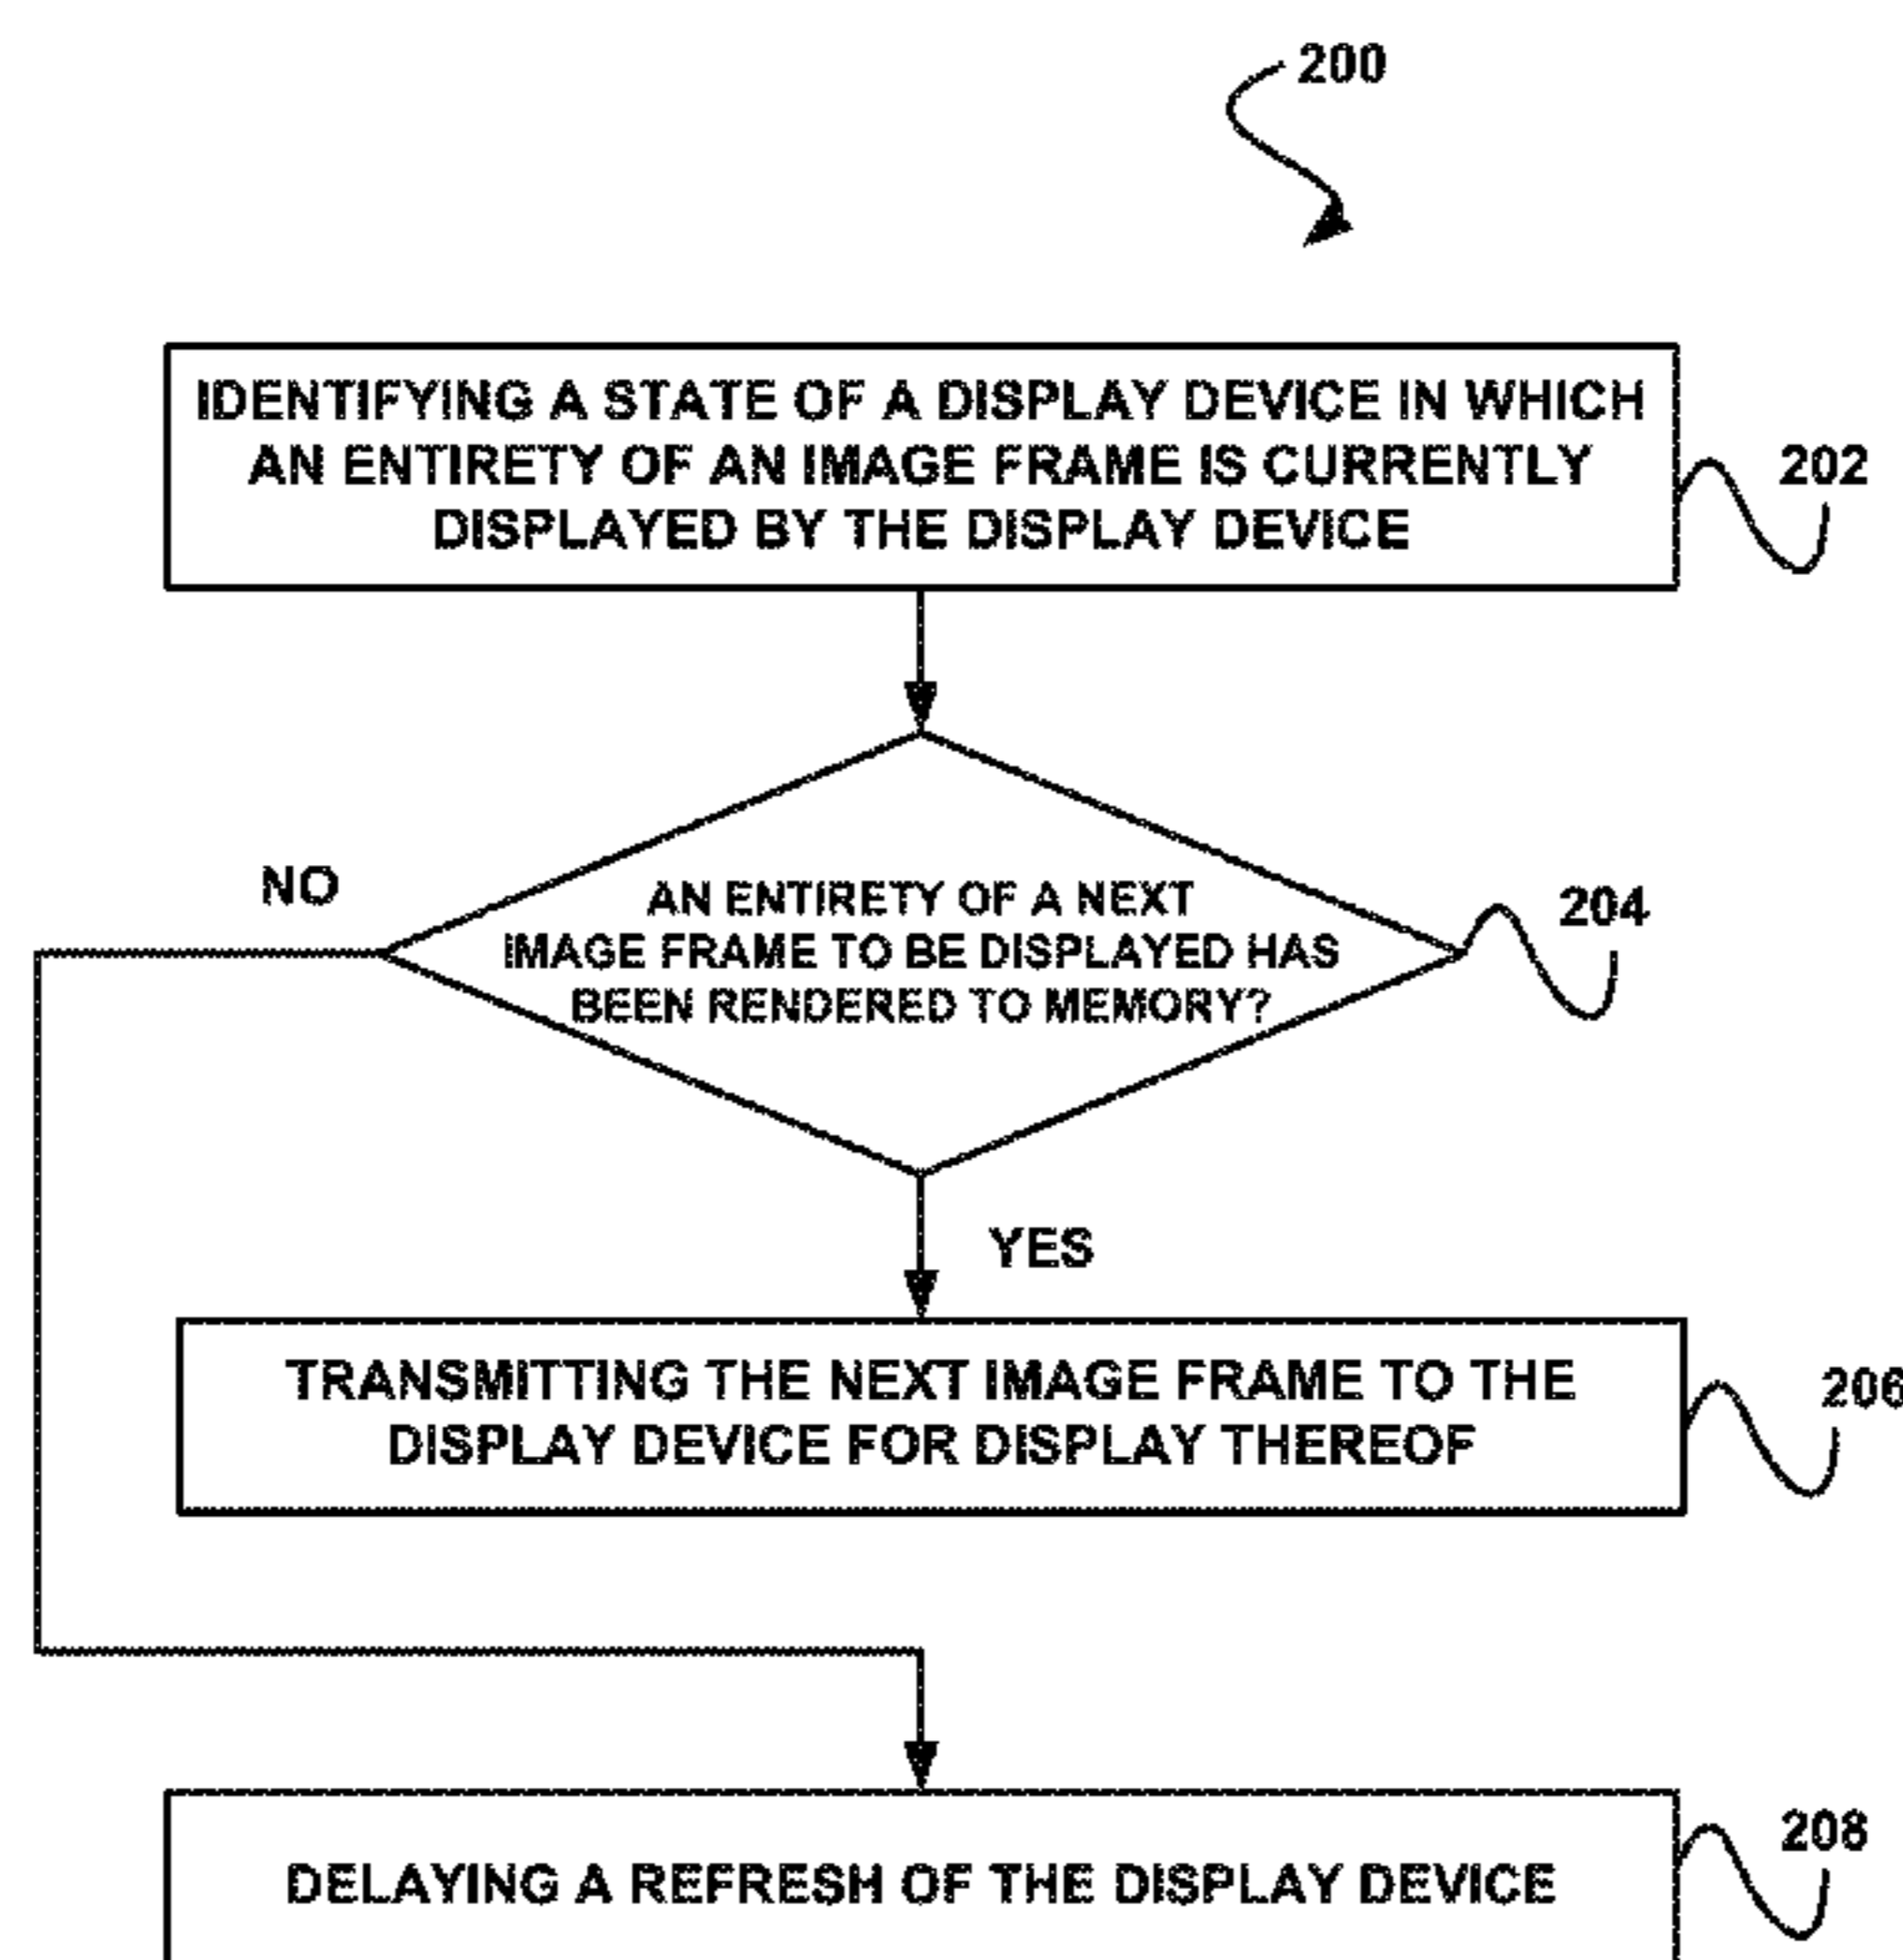 200
IDENTIFYING A STATE OF A DISPLAY DEVICE IN WHICH
AN ENTIRETY OF AN IMAGE FRAME IS CURRENTLY
DISPLAYED BY THE DISPLAY DEVICE
202
NO
AN ENTIRETY OF A NEXT
IMAGE FRAME TO BE DISPLAYED HAS
BEEN RENDERED TO MEMORY?
204
YES
TRANSMITTING THE NEXT IMAGE FRAME TO THE
DISPLAY DEVICE FOR DISPLAY THEREOF
206
DELAYING A REFRESH OF THE DISPLAY DEVICE
208